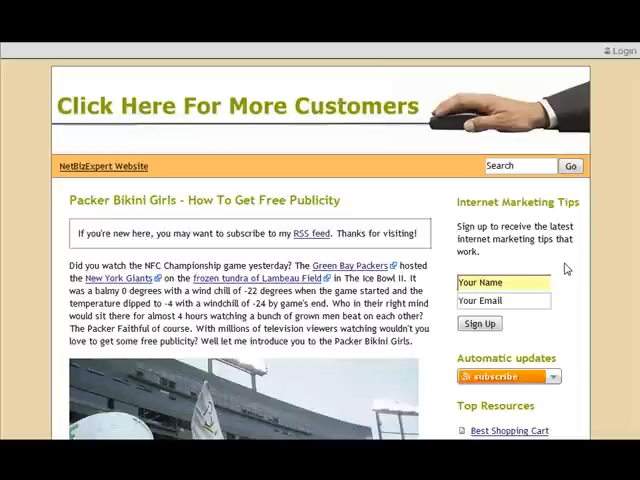 Login
Click Here For More Customers
NetBizExpert Website
Search
Go
Packer Bikini Girls - How To Get Free Publicity
If you're new here, you may want to subscribe to my RSS feed. Thanks for visiting!
Did you watch the NFC Championship game yesterday? The Green Bay Packers hosted
the New York Giants on the frozen tundra of Lambeau Field in The Ice Bowl II. It
was a balmy 0 degrees with a wind chill of -22 degrees when the game started and the
temperature dipped to -4 with a windchill of -24 by game's end. Who in their right mind
would sit there for almost 4 hours watching a bunch of grown men beat on each other?
The Packer Faithful of course. With millions of television viewers watching wouldn't you
love to get some free publicity? Well let me introduce you to the Packer Bikini Girls.
Internet Marketing Tips
Sign up to receive the latest
internet marketing tips that
work.
Your Name
Your Email
Sign Up
Automatic updates
subscribe
Top Resources
Best Shopping Cart